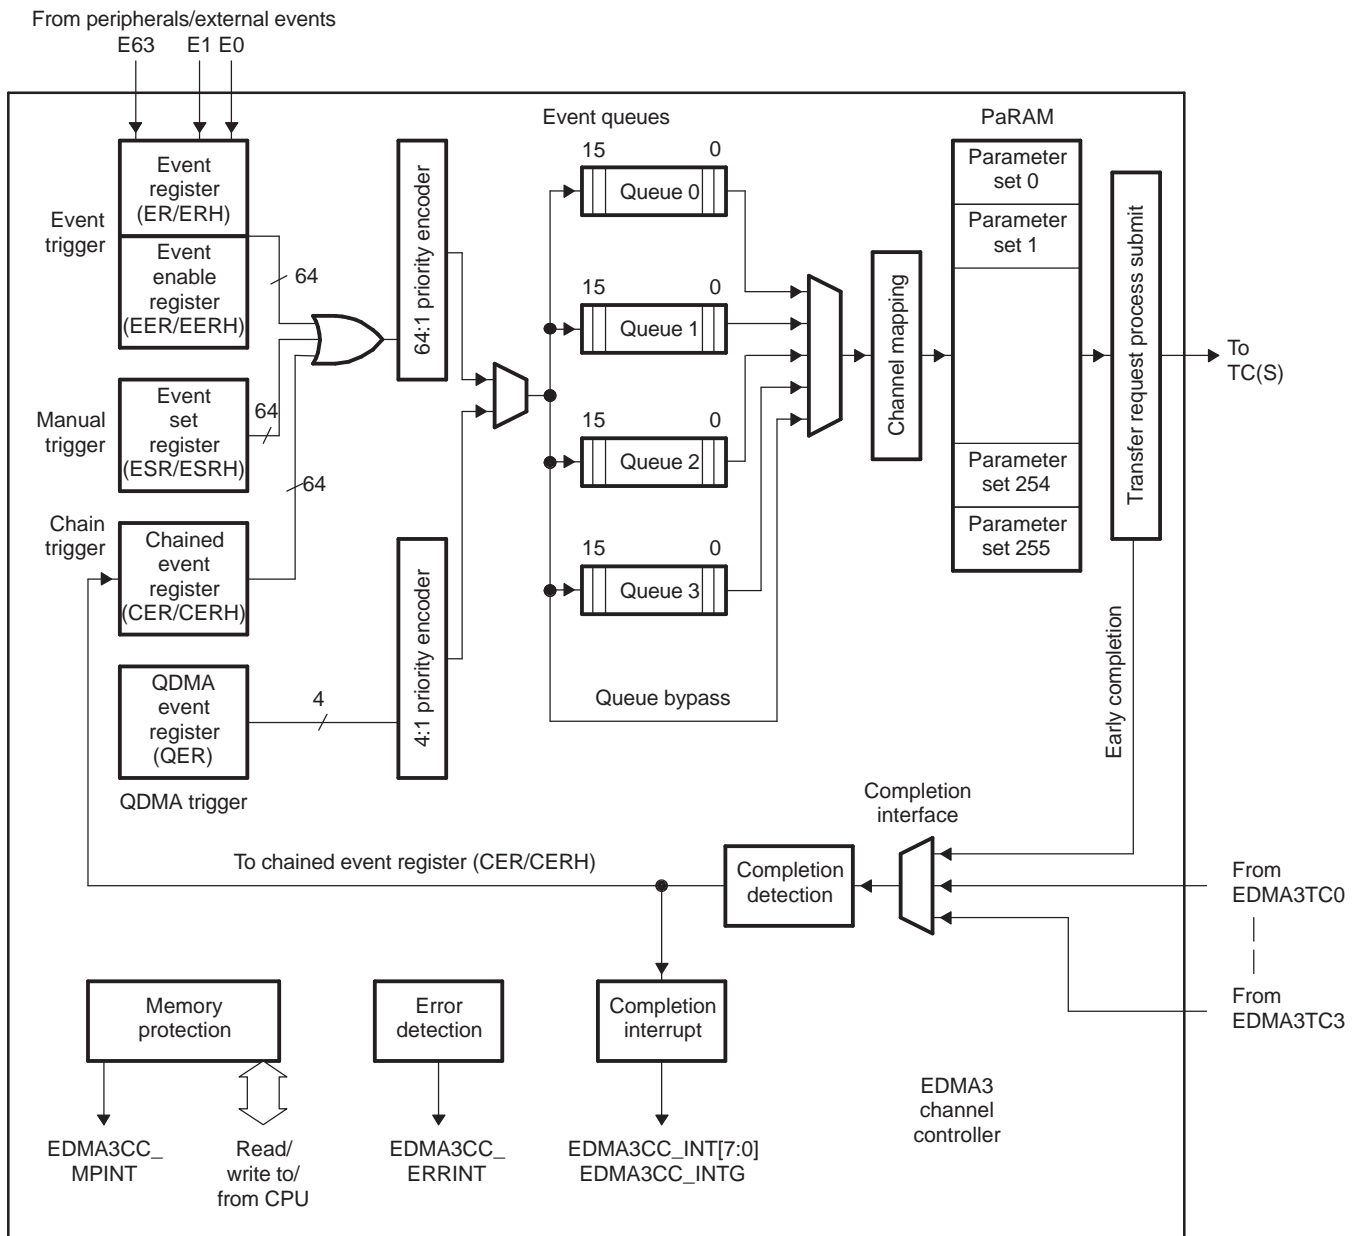 From peripherals/external events
E63 E1 E0
Event queues
PaRAM
Event
register
(ER/ERH)
Event
trigger
Event
enable
register
(EER/EERH)
64
64:1 priority encoder
15 0
Queue 0
15 0
Queue 1
15 0
Queue 2
15 0
Queue 3
Channel mapping
Parameter
set 0
Parameter
set 1
Parameter
set 254
Parameter
set 255
Transfer request process submit
To
TC(S)
Manual
trigger
Event
set
register
(ESR/ESRH)
64
64
Chain
trigger
Chained
event
register
(CER/CERH)
4:1 priority encoder
QDMA
event
register
(QER)
4
QDMA trigger
Queue bypass
Early completion
Completion
interface
To chained event register (CER/CERH)
Completion
detection
From
EDMA3TC0
From
EDMA3TC3
Memory
protection
Error
detection
Completion
interrupt
EDMA3
channel
controller
EDMA3CC_
MPINT
Read/
write to/
from CPU
EDMA3CC_
ERRINT
EDMA3CC_INT[7:0]
EDMA3CC_INTG